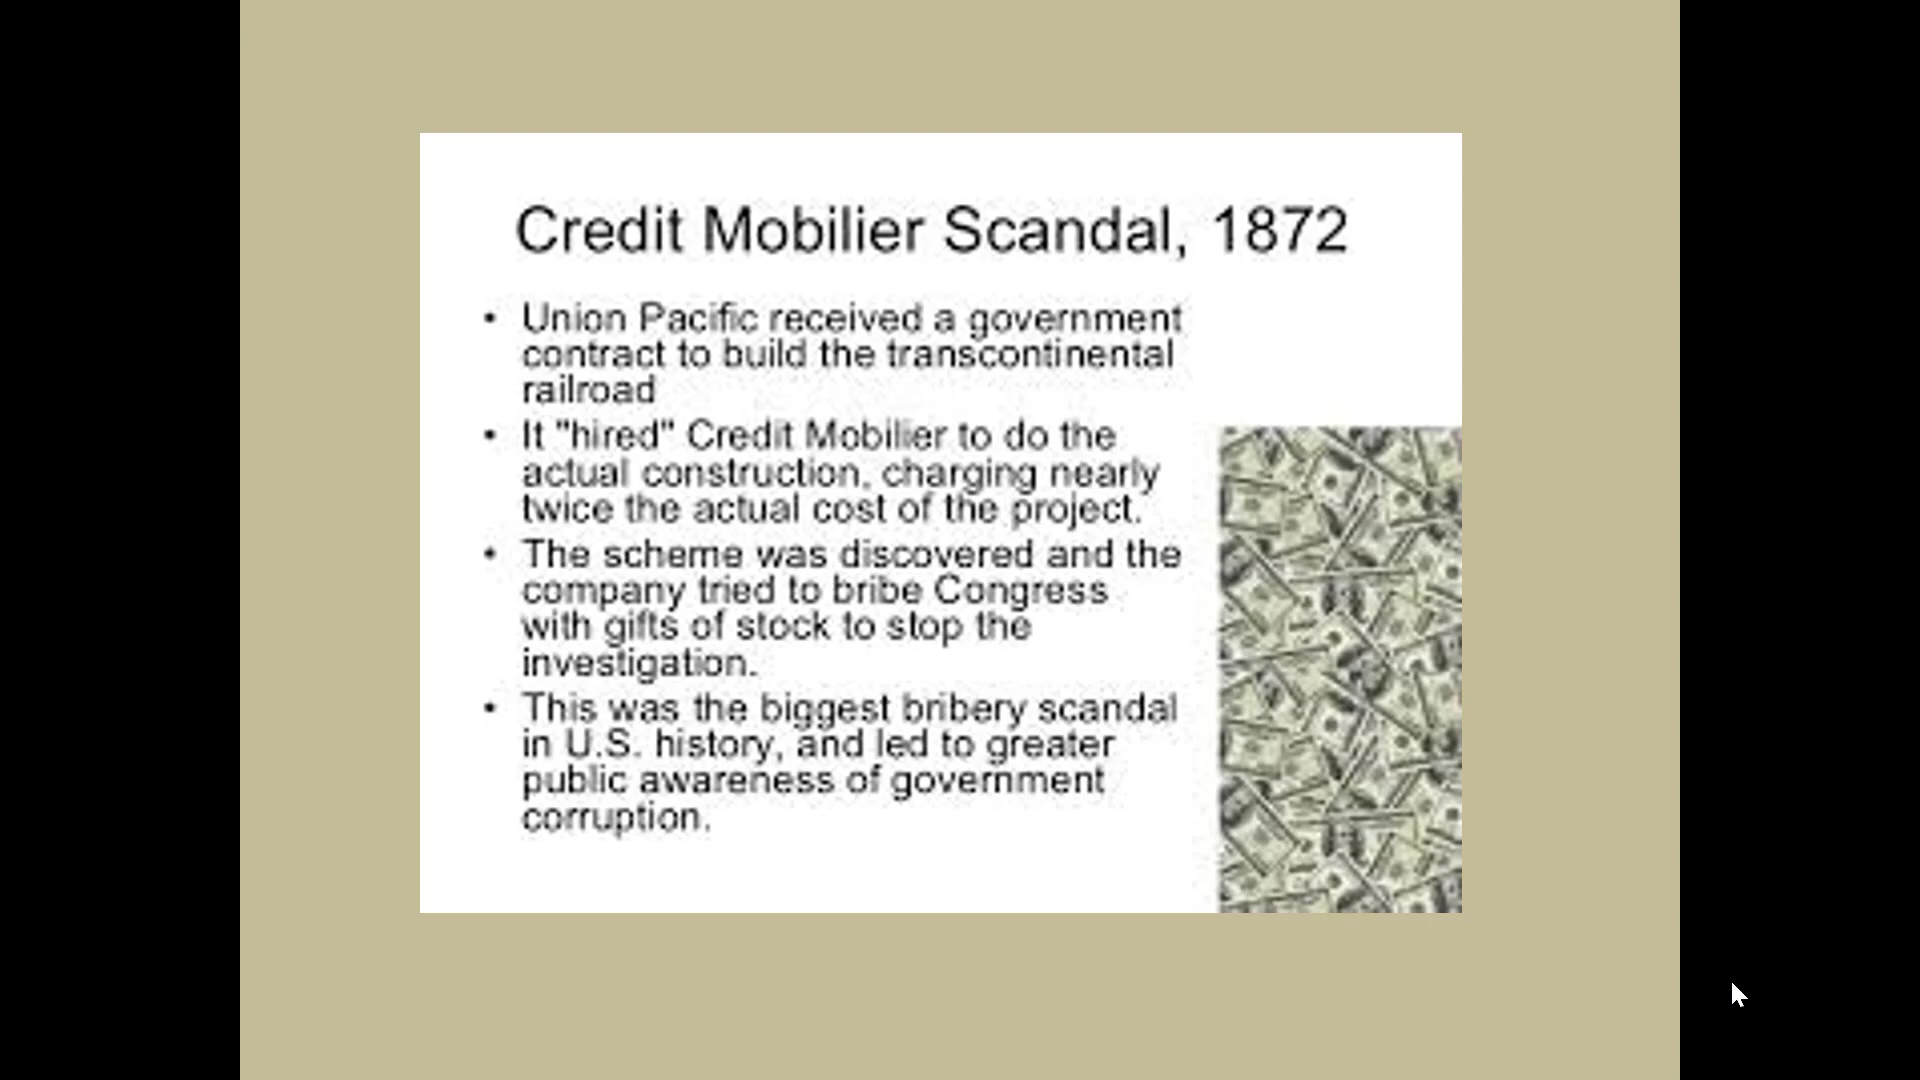 Credit Mobilier Scandal, 1872
• Union Pacific received a government
contract to build the transcontinental
railroad
• It "hired" Credit Mobilier to do the
actual construction, charging nearly
twice the actual cost of the project.
• The scheme was discovered and the
company tried to bribe Congress
with gifts of stock to stop the
investigation.
• This was the biggest bribery scandal
in U.S. history, and led to greater
public awareness of government
corruption.